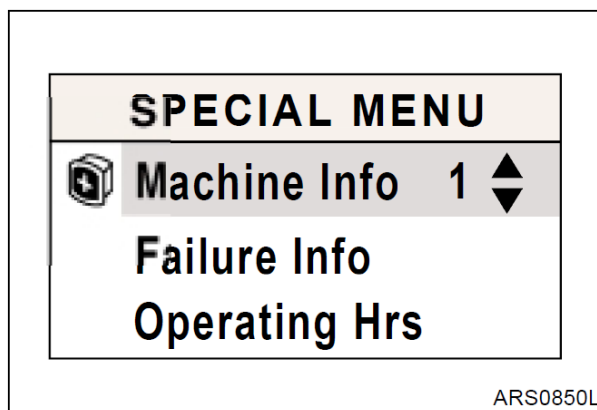 SPECIAL MENU
Machine Info 1
Failure Info
Operating Hrs
ARS0850L